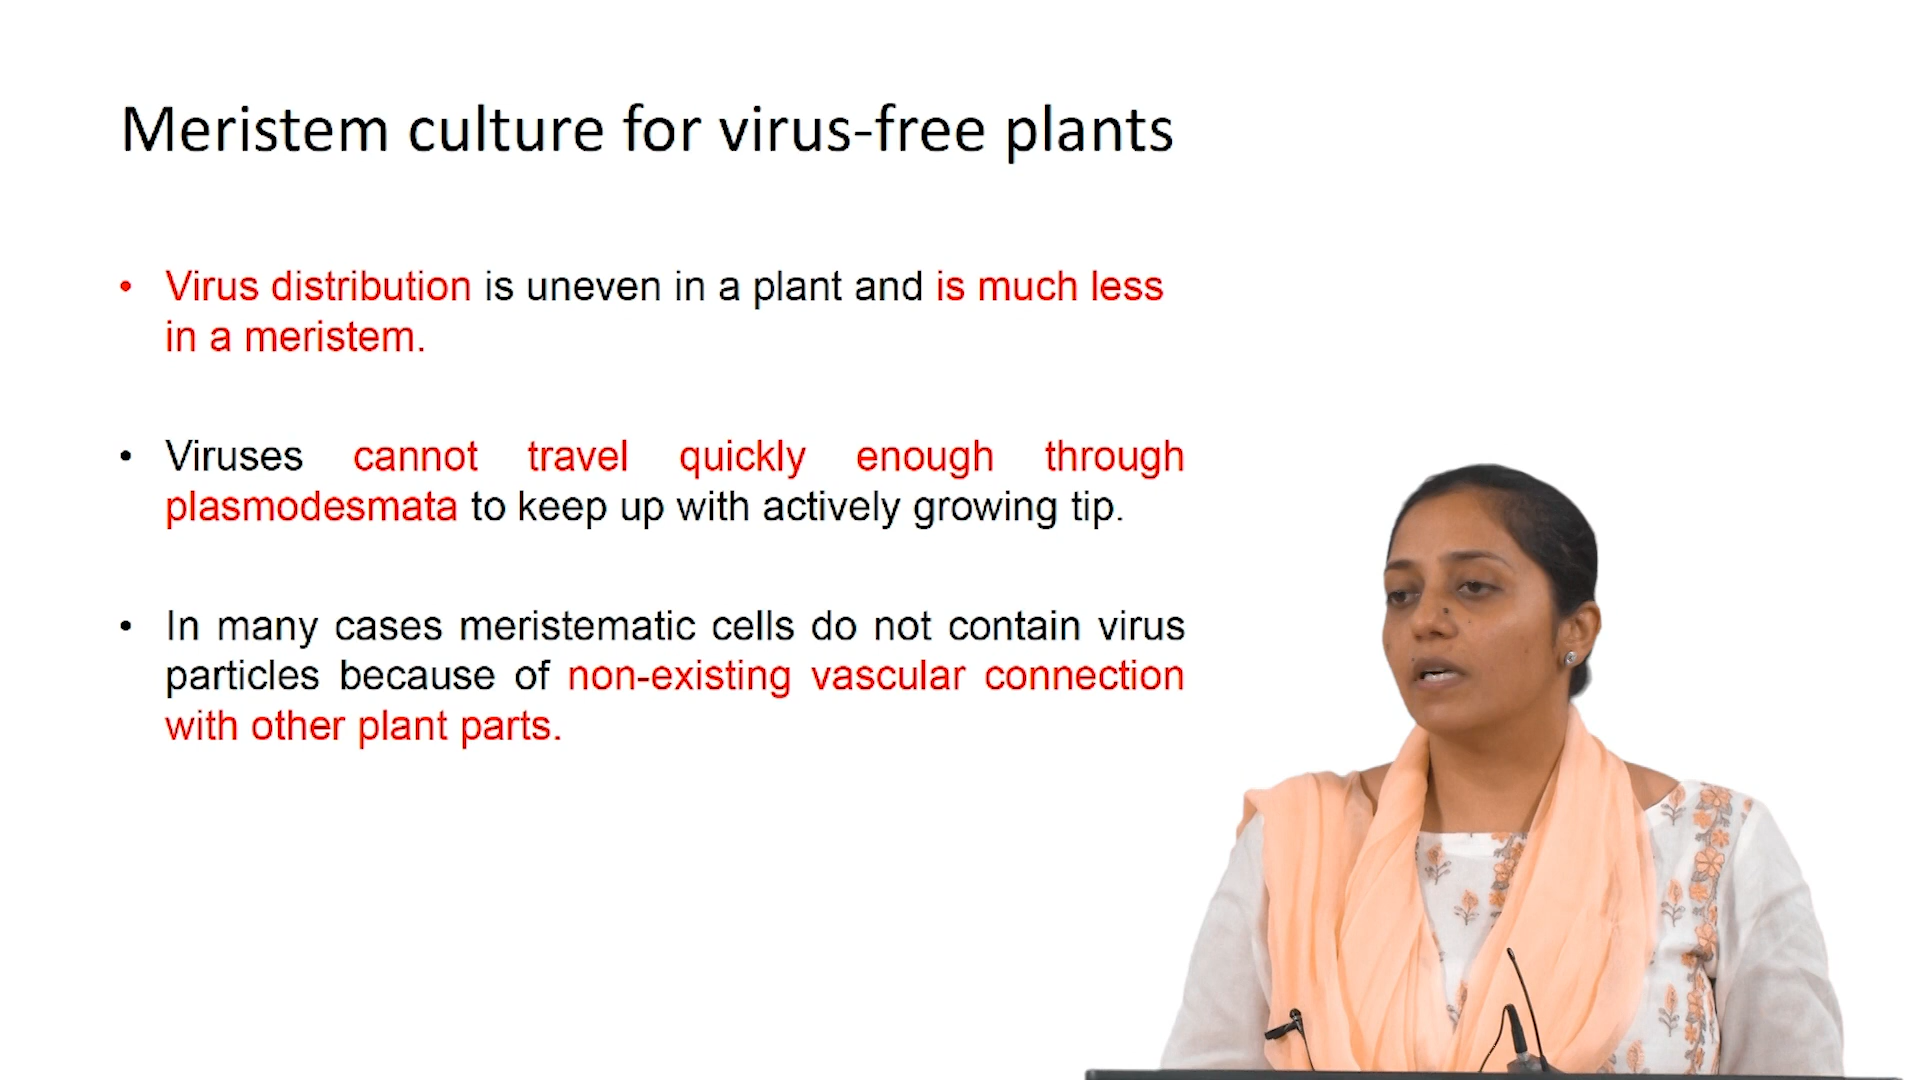 Meristem culture for virus-free plants
• Virus distribution is uneven in a plant and is much less
in a meristem.
• Viruses cannot travel quickly enough through
plasmodesmata to keep up with actively growing tip.
• In many cases meristematic cells do not contain virus
particles because of non-existing vascular connection
with other plant parts.